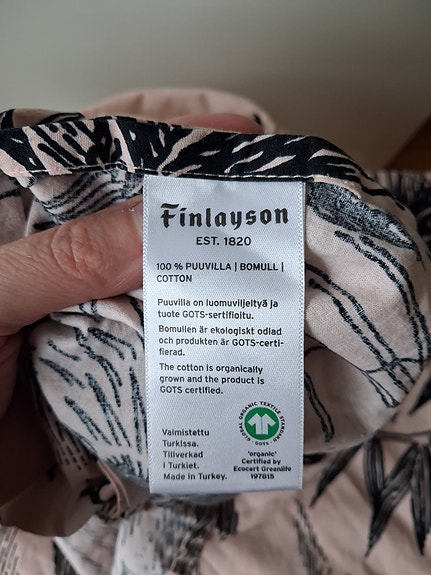 Finlayson
EST. 1820
100 % PUUVILLA | BOMULL |
COTTON
Puuvilla on luomuviljeltyä ja
tuote GOTS-sertifioitu.
Bomullen är ekologiskt odlad
och produkten är GOTS-certi-
fierad.
The cotton is organically
grown and the product is
GOTS certified.
Valmistettu
Turkissa.
Tillverkad
i Turkiet.
Made in Turkey.
GLOBAL ORGANIC TEXTILE STANDARD
· GOTS ·
"organic"
Certified by
Ecocert Greenlife
197815